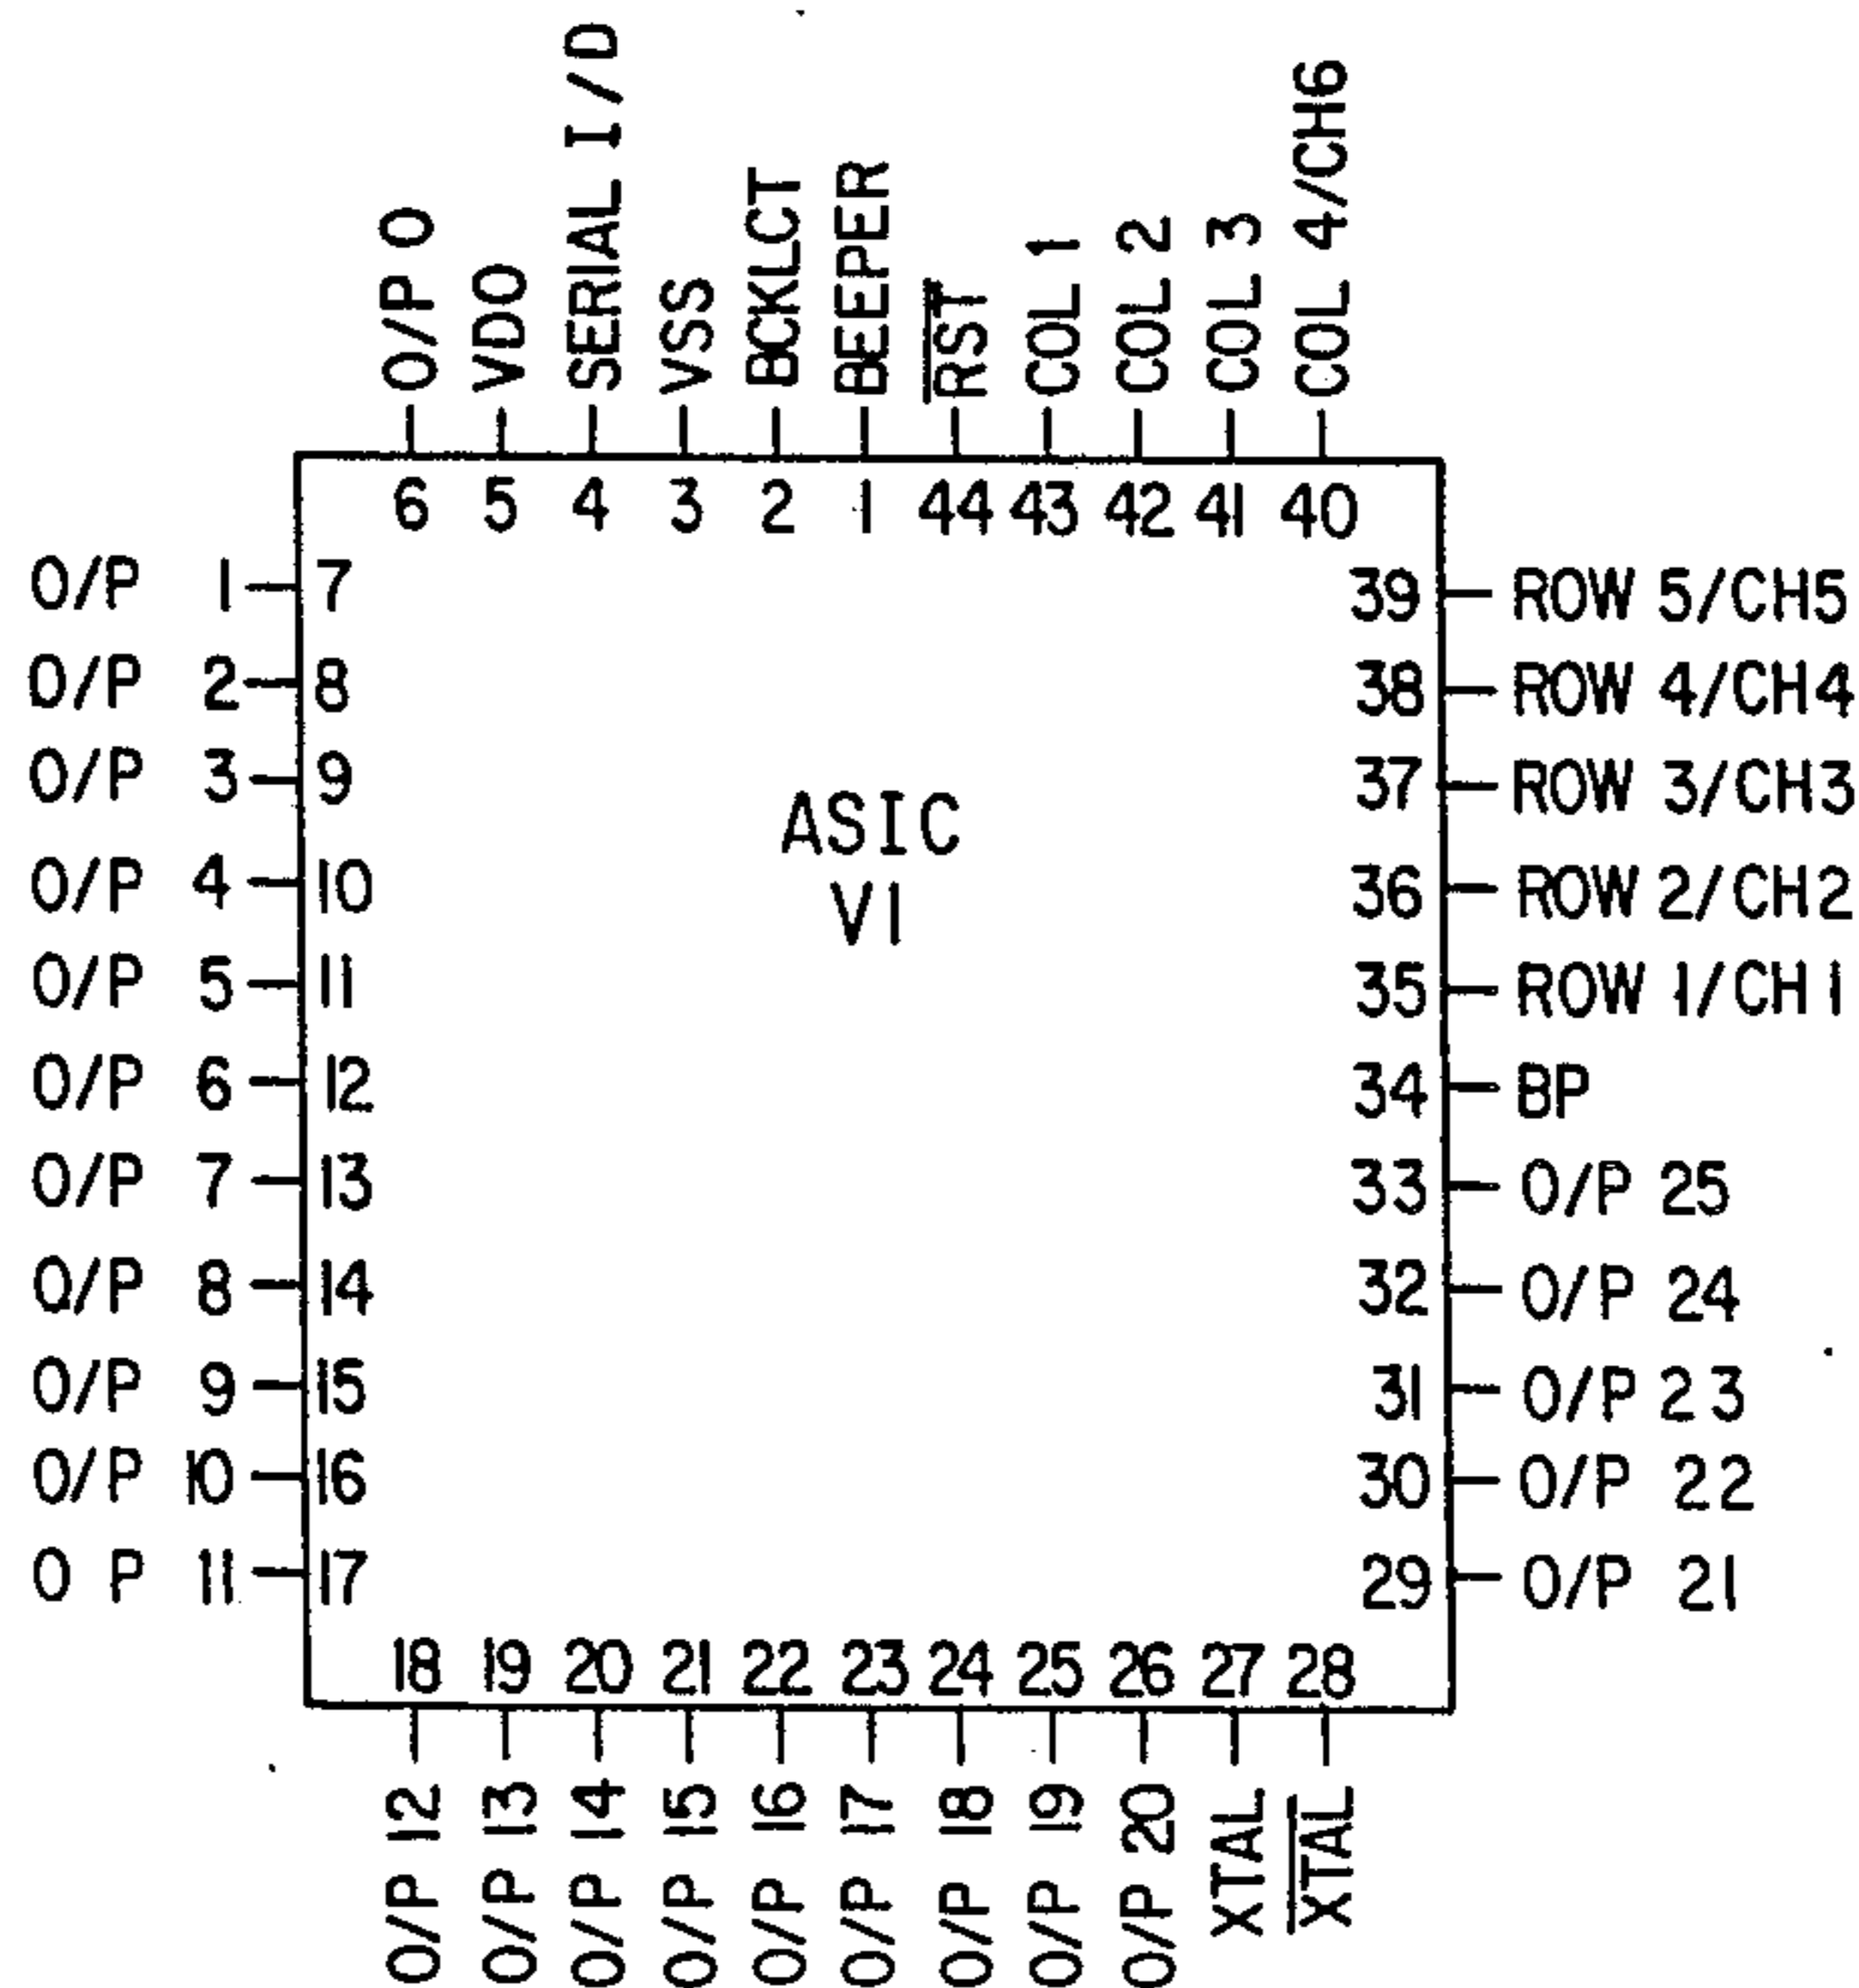 O/P 0
VDO
SERIAL I/D
VSS
BCKLCT
BEEPER
RST
COL 1
COL 2
COL 3
COL 4/CH6
6 5 4 3 2 1 44 43 42 41 40
O/P 1 7
O/P 2 8
O/P 3 9
O/P 4 10
O/P 5 11
O/P 6 12
O/P 7 13
O/P 8 14
O/P 9 15
O/P 10 16
O P 11 17
ASIC
V1
39 ROW 5/CH5
38 ROW 4/CH4
37 ROW 3/CH3
36 ROW 2/CH2
35 ROW 1/CH1
34 BP
33 O/P 25
32 O/P 24
31 O/P 23
30 O/P 22
29 O/P 21
18 19 20 21 22 23 24 25 26 27 28
O/P 12
O/P 13
O/P 14
O/P 15
O/P 16
O/P 17
O/P 18
O/P 19
O/P 20
XTAL
XTAL